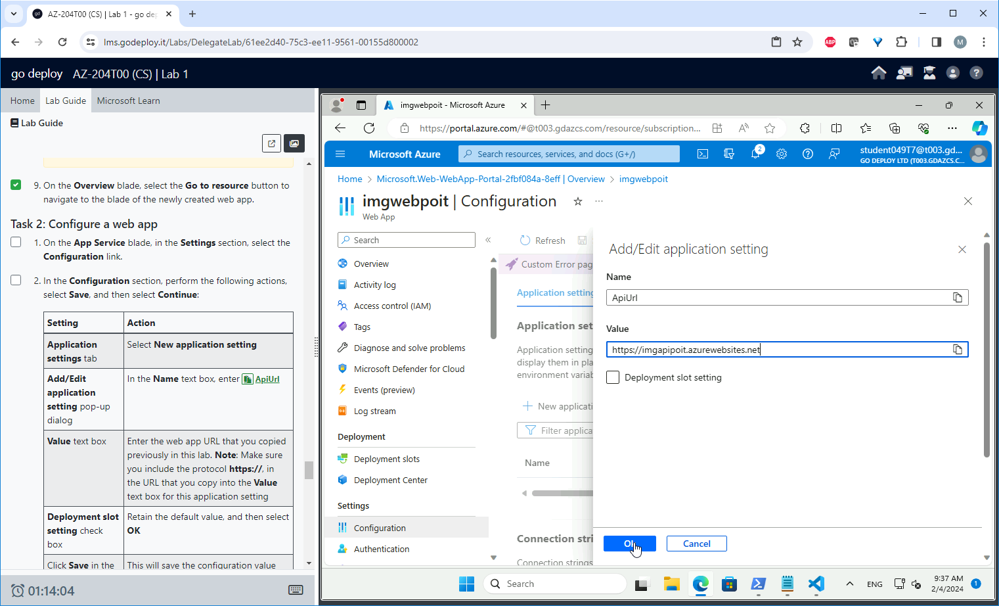 AZ-204T00 (CS) | Lab 1 - go de
lms.godeploy.it/Labs/DelegateLab/61ee2d40-75c3-ee11-9561-00155d800002
ABP
M
go deploy AZ-204T00 (CS) | Lab 1
Home Lab Guide Microsoft Learn
Lab Guide
9. On the Overview blade, select the Go to resource button to
navigate to the blade of the newly created web app.
Task 2: Configure a web app
1. On the App Service blade, in the Settings section, select the
Configuration link.
2. In the Configuration section, perform the following actions,
select Save, and then select Continue:
Setting Action
Application
settings tab
Select New application setting
Add/Edit
application
setting pop-up
dialog
In the Name text box, enter ApiUrl
Value text box
Enter the web app URL that you copied
previously in this lab. Note: Make sure
you include the protocol https://, in
the URL that you copy into the Value
text box for this application setting
Deployment slot
setting check
box
Retain the default value, and then select
OK
Click Save in the
This will save the configuration value
01:14:04
imgwebpoit - Microsoft Azure
https://portal.azure.com/#@t003.gdazcs.com/resource/subscription...
Microsoft Azure
Search resources, services, and docs (G+/)
2
student049T7@t003.gd...
GO DEPLOY LTD (T003.GDAZCS.C...
Home > Microsoft.Web-WebApp-Portal-2fbf084a-8eff | Overview > imgwebpoit
imgwebpoit | Configuration
Web App
Search
Overview
Activity log
Access control (IAM)
Tags
Diagnose and solve problems
Microsoft Defender for Cloud
Events (preview)
Log stream
Deployment
Deployment slots
Deployment Center
Settings
Configuration
Authentication
Refresh
Custom Error pag
Application setting
Application set
Application setting
display them in pla
environment variab
New applicati
Filter applica
Name
Connection stri
Connection strings
Add/Edit application setting
Name
ApiUrl
Value
https://imgapipoit.azurewebsites.net
Deployment slot setting
Cancel
Search
ENG
9:37 AM
2/4/2024
1